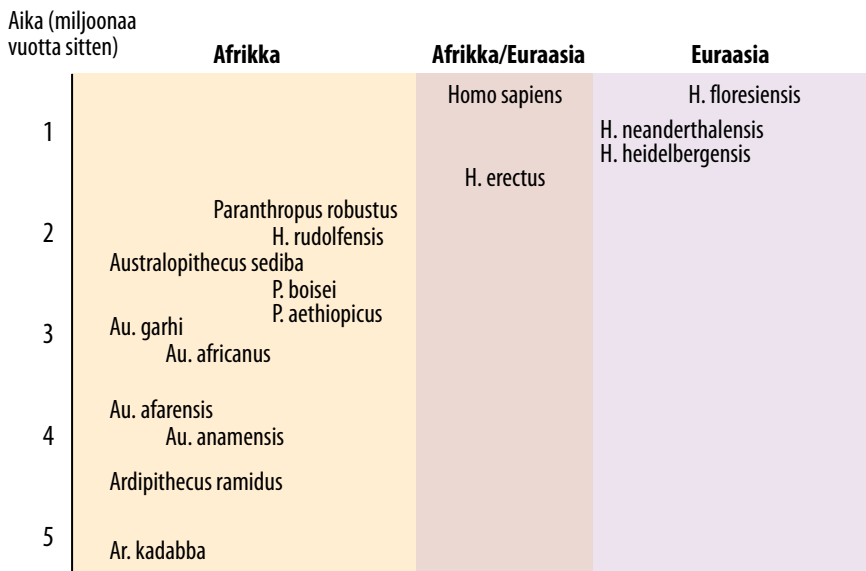 Aika (miljoonaa
vuotta sitten)
Afrikka
Afrikka/Euraasia
Euraasia
Homo sapiens
H. floresiensis
1
H. neanderthalensis
H. heidelbergensis
H. erectus
Paranthropus robustus
2
H. rudolfensis
Australopithecus sediba
P. boisei
P. aethiopicus
3
Au. garhi
Au. africanus
Au. afarensis
4
Au. anamensis
Ardipithecus ramidus
5
Ar. kadabba